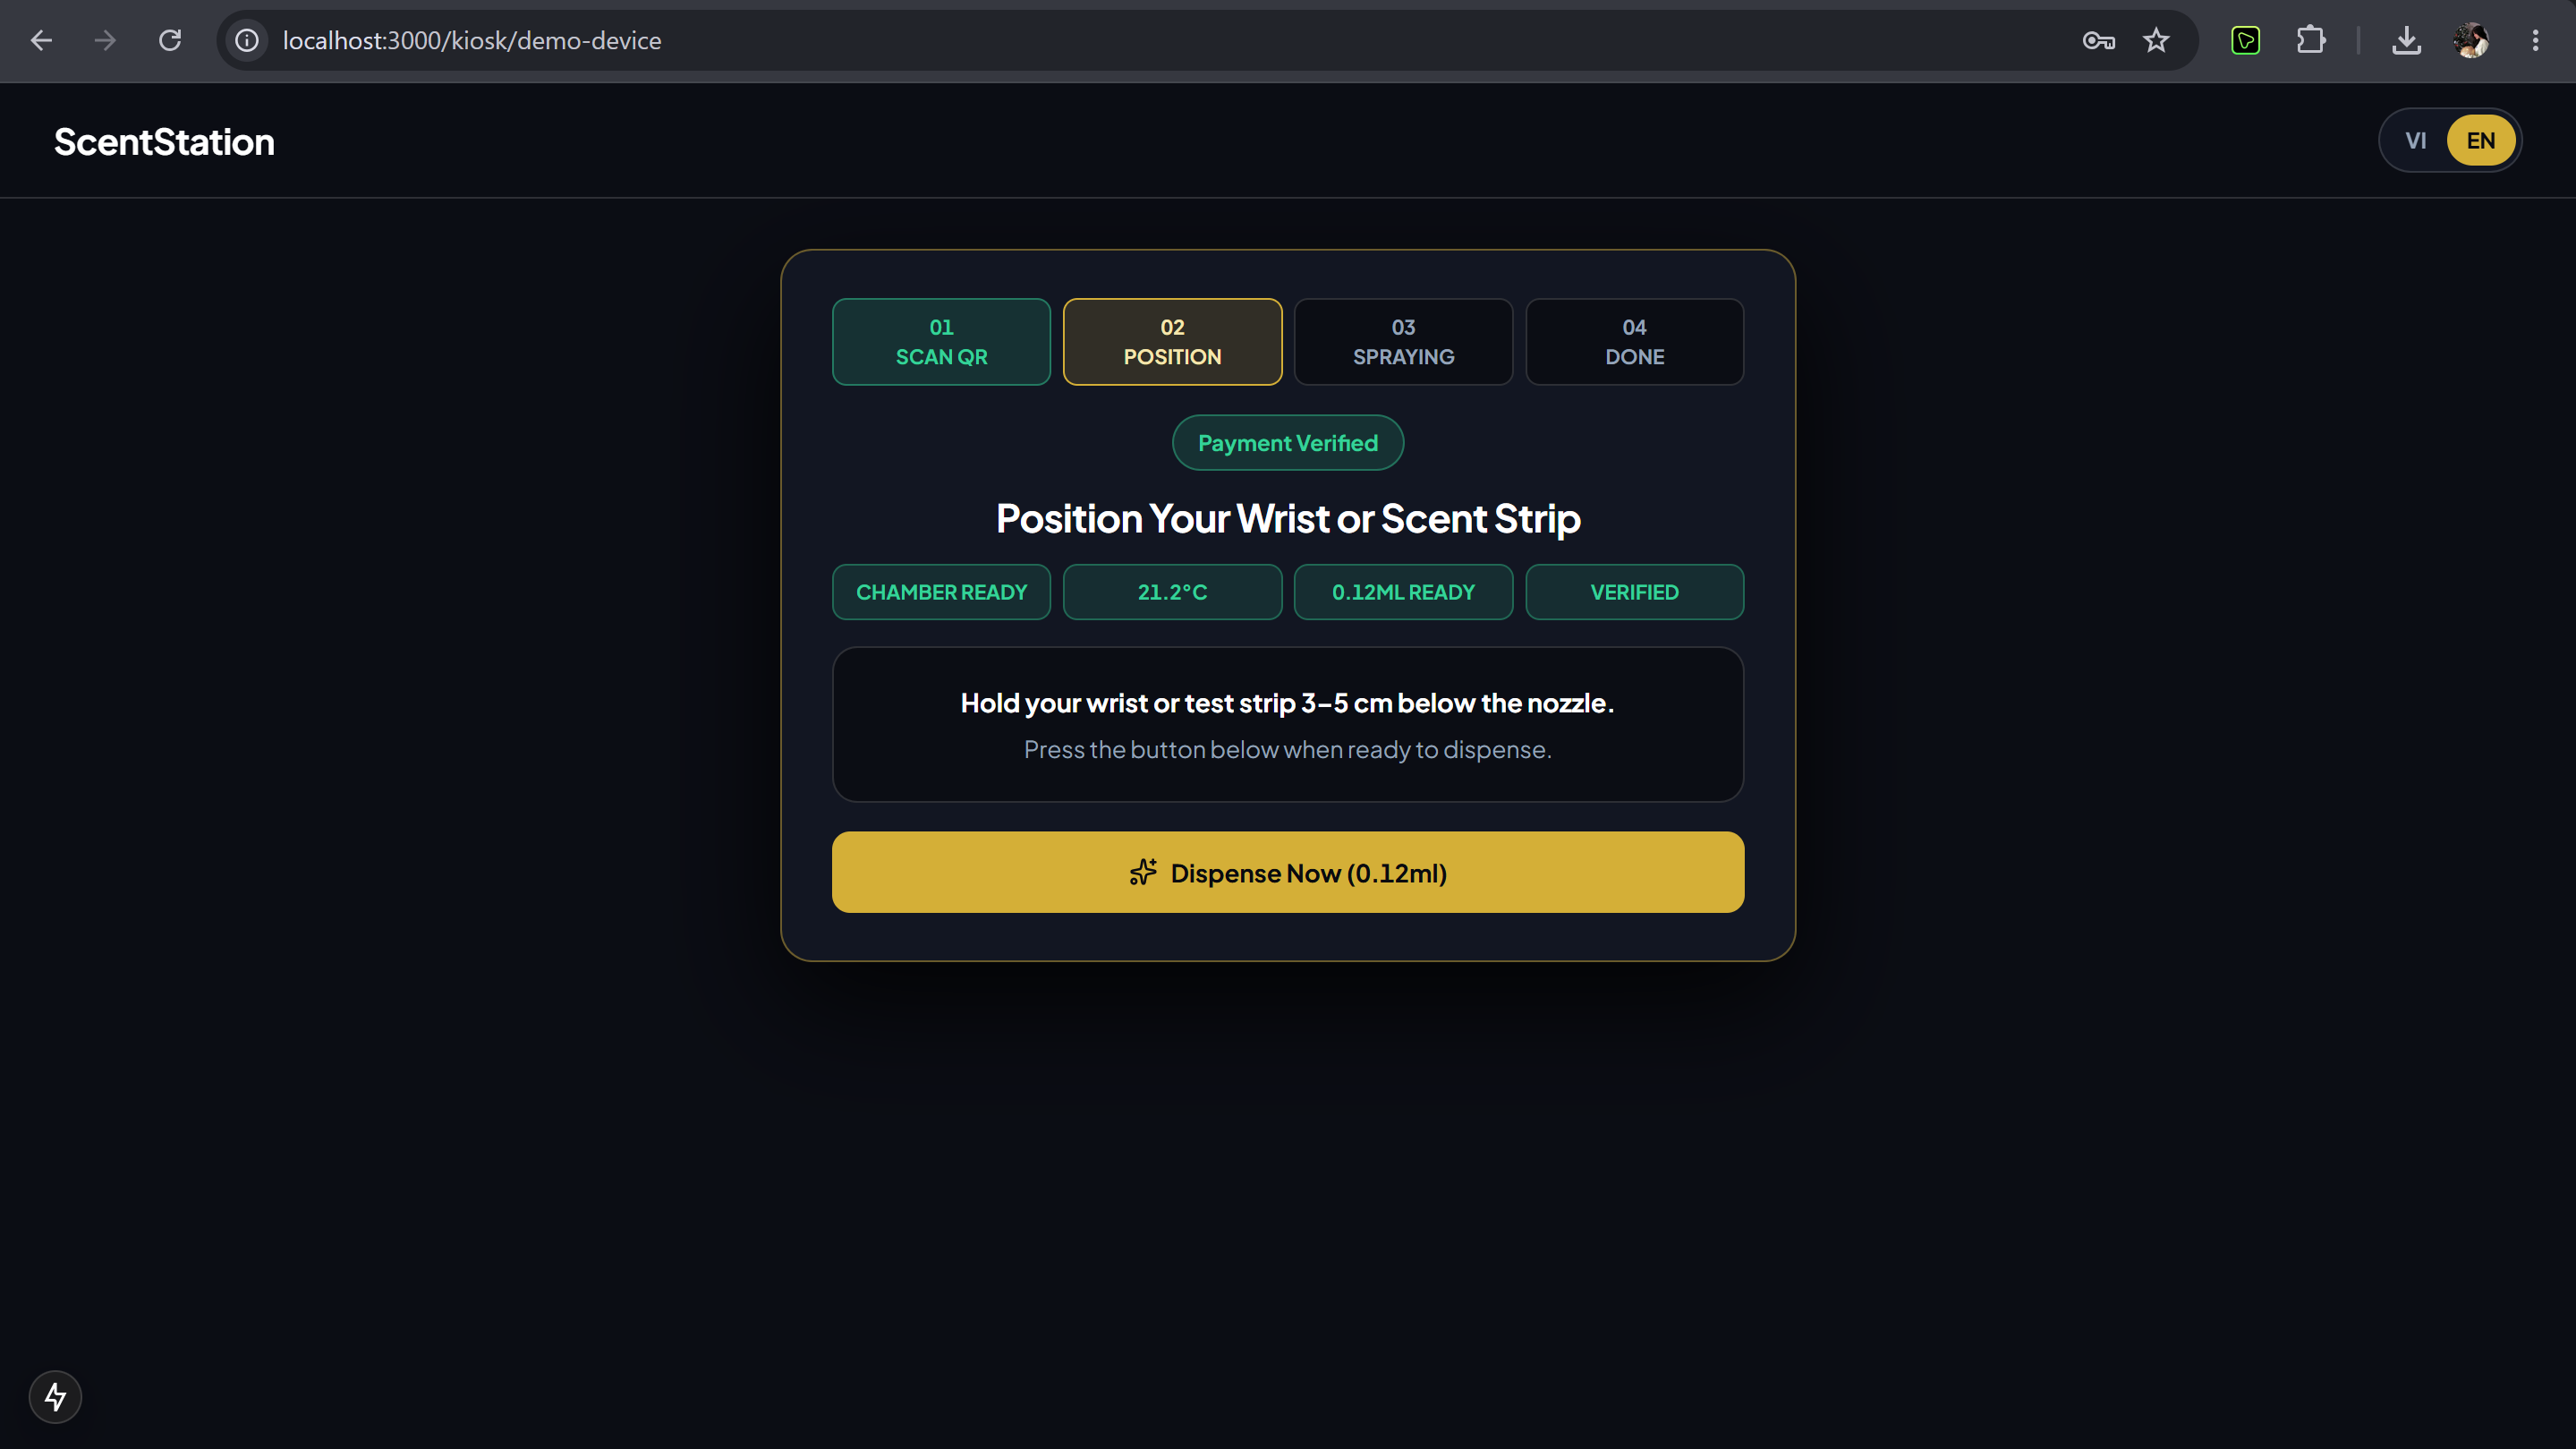 localhost:3000/kiosk/demo-device
ScentStation
VI
EN
01
SCAN QR
02
POSITION
03
SPRAYING
04
DONE
Payment Verified
Position Your Wrist or Scent Strip
CHAMBER READY
21.2°C
0.12ML READY
VERIFIED
Hold your wrist or test strip 3–5 cm below the nozzle.
Press the button below when ready to dispense.
Dispense Now (0.12ml)